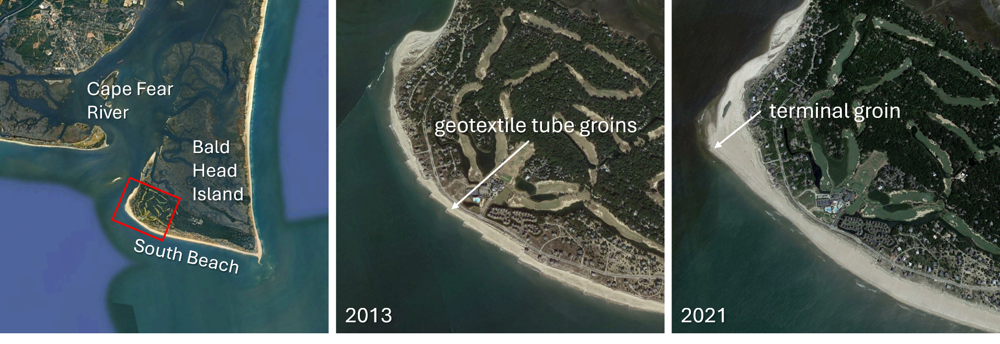 Cape Fear
River
Bald
Head
Island
South Beach
geotextile tube groins
2013
terminal groin
2021